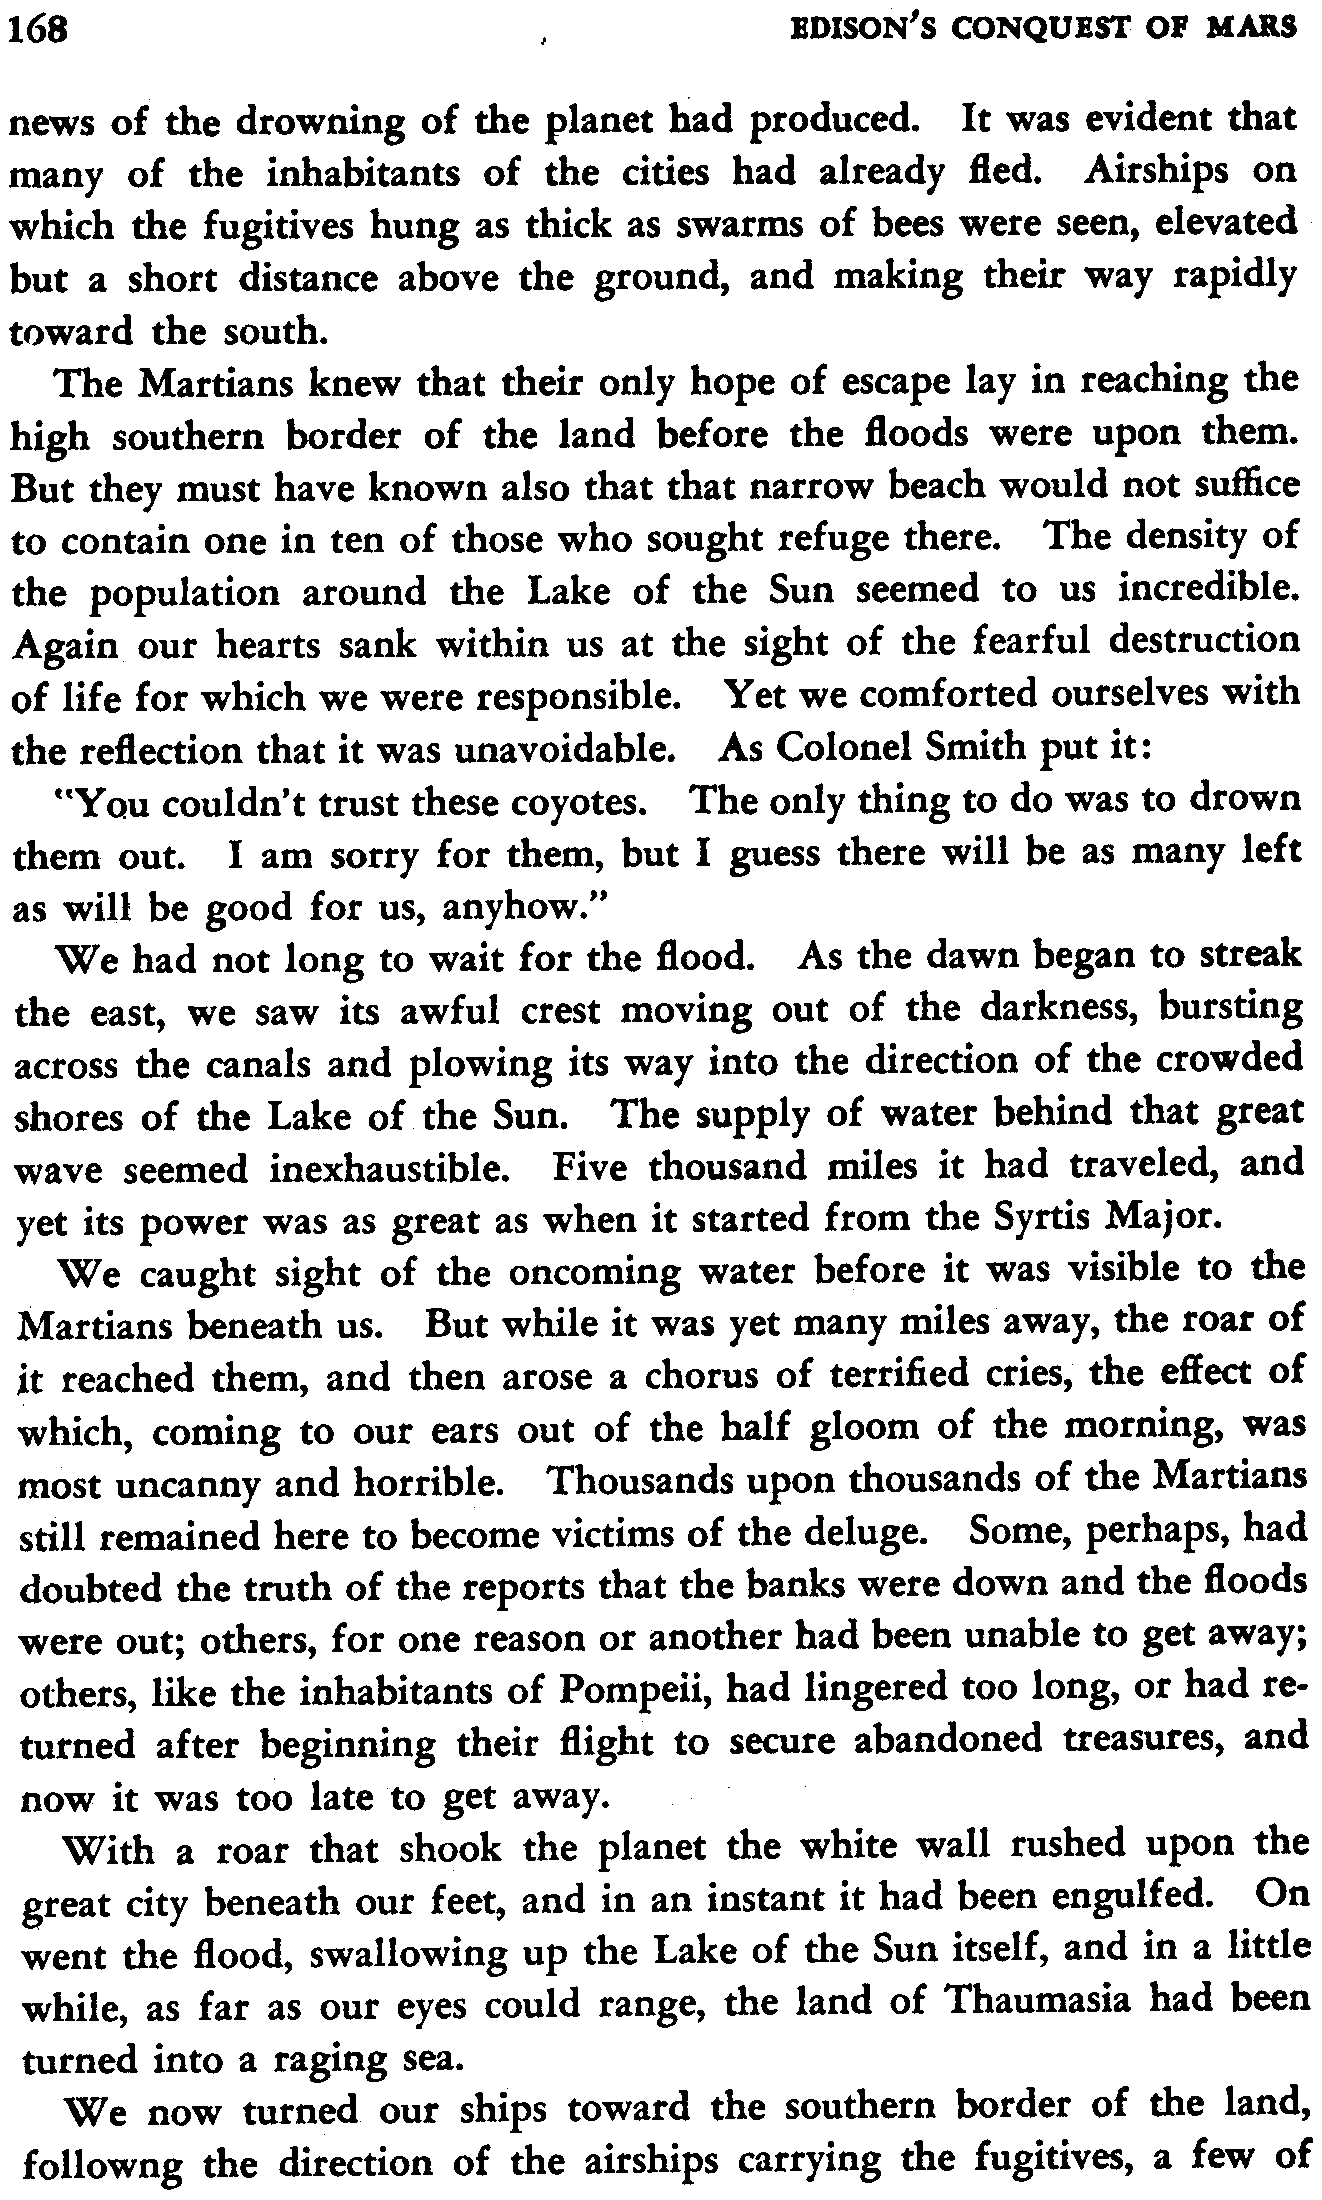 168 EDISON'S CONQUEST OF MARS
news of the drowning of the planet had produced. It was evident that
many of the inhabitants of the cities had already fled. Airships on
which the fugitives hung as thick as swarms of bees were seen, elevated
but a short distance above the ground, and making their way rapidly
toward the south.
The Martians knew that their only hope of escape lay in reaching the
high southern border of the land before the floods were upon them.
But they must have known also that that narrow beach would not suffice
to contain one in ten of those who sought refuge there. The density of
the population around the Lake of the Sun seemed to us incredible.
Again our hearts sank within us at the sight of the fearful destruction
of life for which we were responsible. Yet we comforted ourselves with
the reflection that it was unavoidable. As Colonel Smith put it:
"You couldn't trust these coyotes. The only thing to do was to drown
them out. I am sorry for them, but I guess there will be as many left
as will be good for us, anyhow."
We had not long to wait for the flood. As the dawn began to streak
the east, we saw its awful crest moving out of the darkness, bursting
across the canals and plowing its way into the direction of the crowded
shores of the Lake of the Sun. The supply of water behind that great
wave seemed inexhaustible. Five thousand miles it had traveled, and
yet its power was as great as when it started from the Syrtis Major.
We caught sight of the oncoming water before it was visible to the
Martians beneath us. But while it was yet many miles away, the roar of
it reached them, and then arose a chorus of terrified cries, the effect of
which, coming to our ears out of the half gloom of the morning, was
most uncanny and horrible. Thousands upon thousands of the Martians
still remained here to become victims of the deluge. Some, perhaps, had
doubted the truth of the reports that the banks were down and the floods
were out; others, for one reason or another had been unable to get away;
others, like the inhabitants of Pompeii, had lingered too long, or had re-
turned after beginning their flight to secure abandoned treasures, and
now it was too late to get away.
With a roar that shook the planet the white wall rushed upon the
great city beneath our feet, and in an instant it had been engulfed. On
went the flood, swallowing up the Lake of the Sun itself, and in a little
while, as far as our eyes could range, the land of Thaumasia had been
turned into a raging sea.
We now turned our ships toward the southern border of the land,
followng the direction of the airships carrying the fugitives, a few of